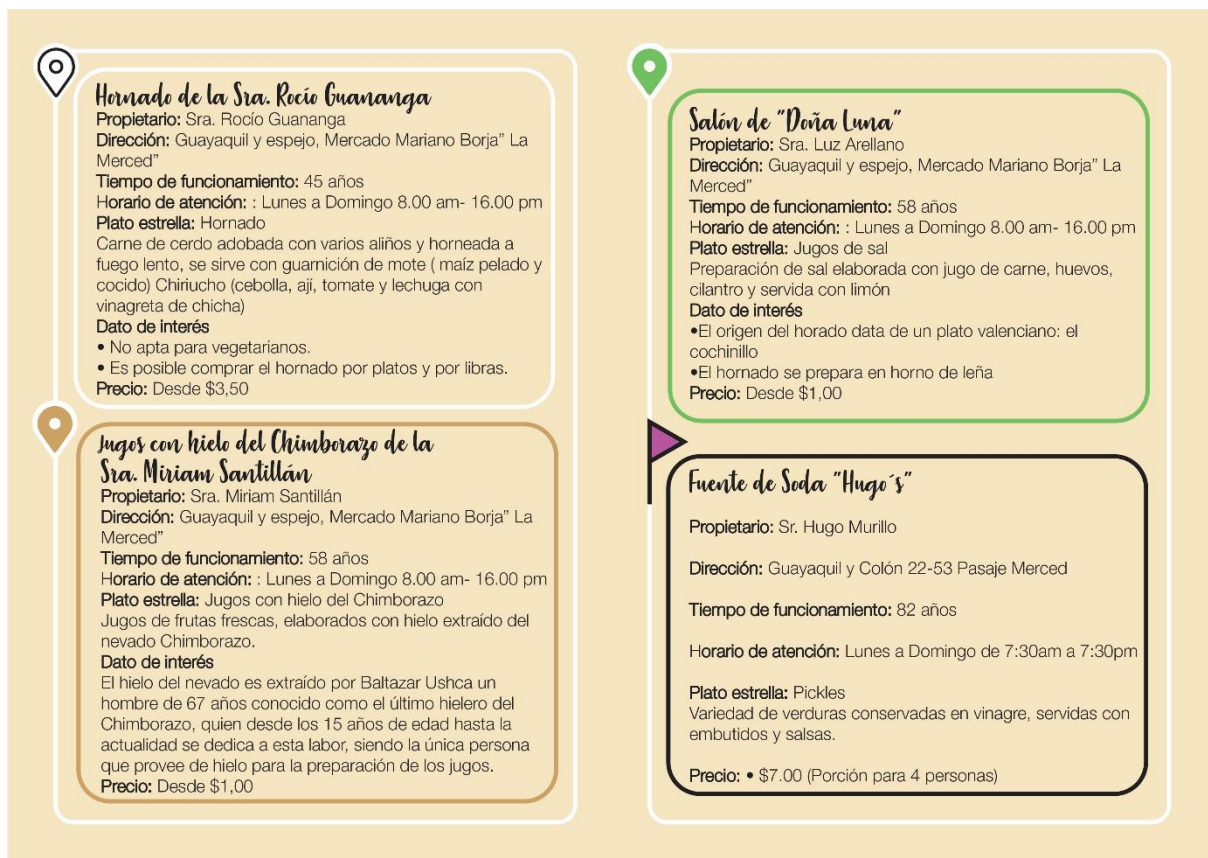 Hornado de la Sra. Rocío Guananga
Propietario: Sra. Rocío Guananga
Dirección: Guayaquil y espejo, Mercado Mariano Borja” La
Merced”
Tiempo de funcionamiento: 45 años
Horario de atención: : Lunes a Domingo 8.00 am- 16.00 pm
Plato estrella: Hornado
Carne de cerdo adobada con varios aliños y horneada a
fuego lento, se sirve con guarnición de mote ( maíz pelado y
cocido) Chiriucho (cebolla, ají, tomate y lechuga con
vinagreta de chicha)
Dato de interés
• No apta para vegetarianos.
• Es posible comprar el hornado por platos y por libras.
Precio: Desde $3,50
Jugos con hielo del Chimborazo de la
Sra. Miriam Santillán
Propietario: Sra. Miriam Santillán
Dirección: Guayaquil y espejo, Mercado Mariano Borja” La
Merced”
Tiempo de funcionamiento: 58 años
Horario de atención: : Lunes a Domingo 8.00 am- 16.00 pm
Plato estrella: Jugos con hielo del Chimborazo
Jugos de frutas frescas, elaborados con hielo extraído del
nevado Chimborazo.
Dato de interés
El hielo del nevado es extraído por Baltazar Ushca un
hombre de 67 años conocido como el último hielero del
Chimborazo, quien desde los 15 años de edad hasta la
actualidad se dedica a esta labor, siendo la única persona
que provee de hielo para la preparación de los jugos.
Precio: Desde $1,00
Salón de "Doña Luna"
Propietario: Sra. Luz Arellano
Dirección: Guayaquil y espejo, Mercado Mariano Borja” La
Merced”
Tiempo de funcionamiento: 58 años
Horario de atención: : Lunes a Domingo 8.00 am- 16.00 pm
Plato estrella: Jugos de sal
Preparación de sal elaborada con jugo de carne, huevos,
cilantro y servida con limón
Dato de interés
•El origen del horado data de un plato valenciano: el
cochinillo
•El hornado se prepara en horno de leña
Precio: Desde $1,00
Fuente de Soda "Hugo´s"
Propietario: Sr. Hugo Murillo
Dirección: Guayaquil y Colón 22-53 Pasaje Merced
Tiempo de funcionamiento: 82 años
Horario de atención: Lunes a Domingo de 7:30am a 7:30pm
Plato estrella: Pickles
Variedad de verduras conservadas en vinagre, servidas con
embutidos y salsas.
Precio: • $7.00 (Porción para 4 personas)